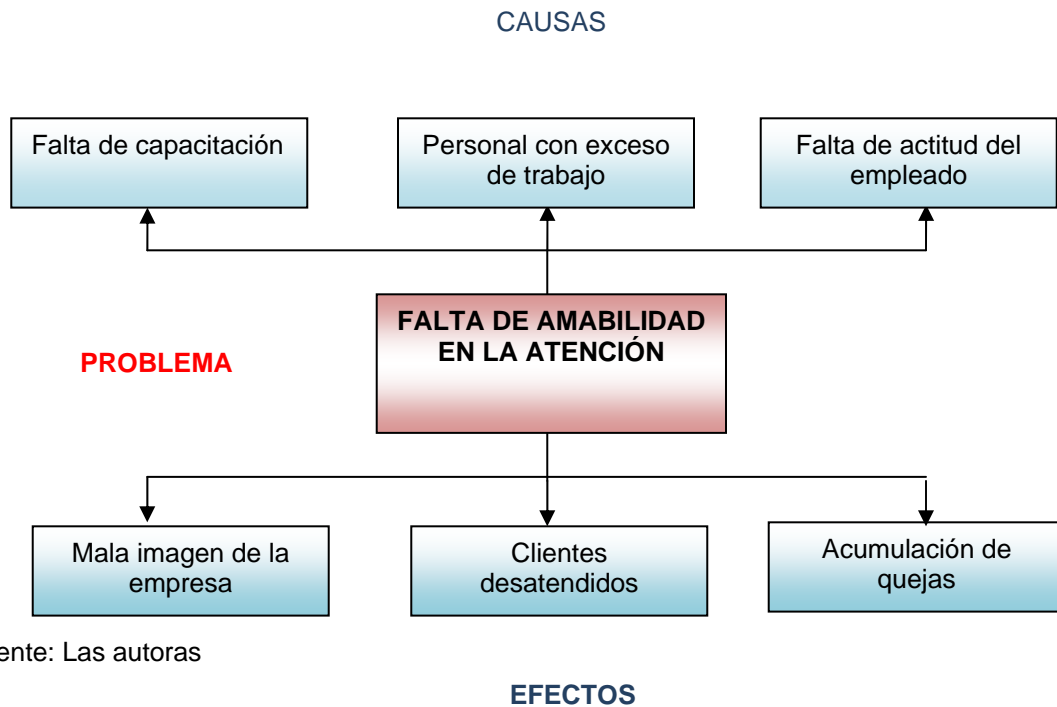 CAUSAS
Falta de capacitación
Personal con exceso
de trabajo
Falta de actitud del
empleado
FALTA DE AMABILIDAD
EN LA ATENCIÓN
PROBLEMA
Mala imagen de la
empresa
Clientes
desatendidos
Acumulación de
quejas
ente: Las autoras
EFECTOS